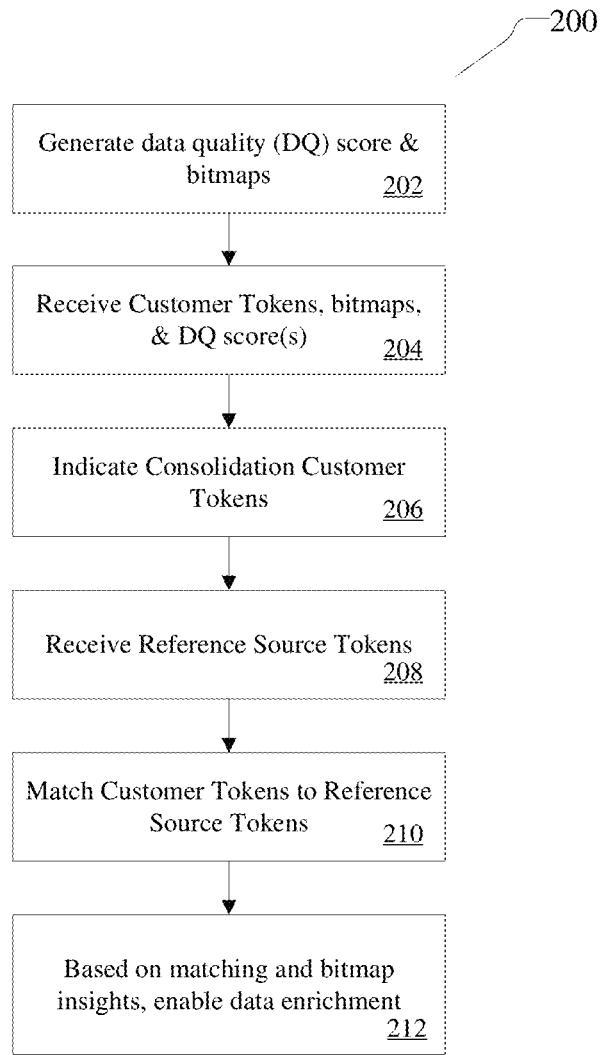 200
Generate data quality (DQ) score &
bitmaps
202
Receive Customer Tokens, bitmaps,
& DQ score(s)
204
Indicate Consolidation Customer
Tokens
206
Receive Reference Source Tokens
208
Match Customer Tokens to Reference
Source Tokens
210
Based on matching and bitmap
insights, enable data enrichment
212